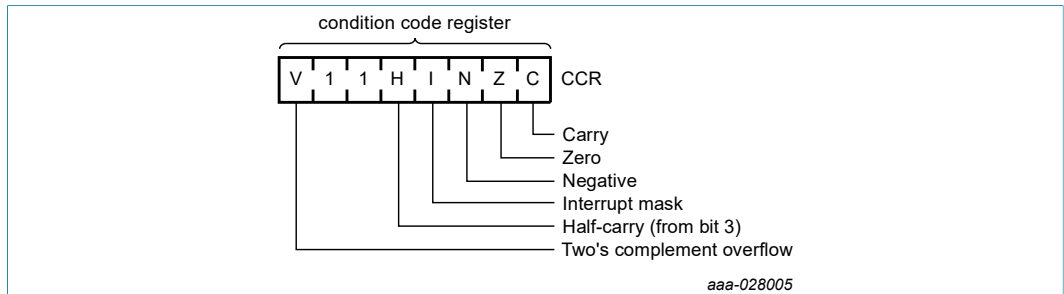 condition code register
V 1 1 H I N Z C CCR
Carry
Zero
Negative
Interrupt mask
Half-carry (from bit 3)
Two's complement overflow
aaa-028005